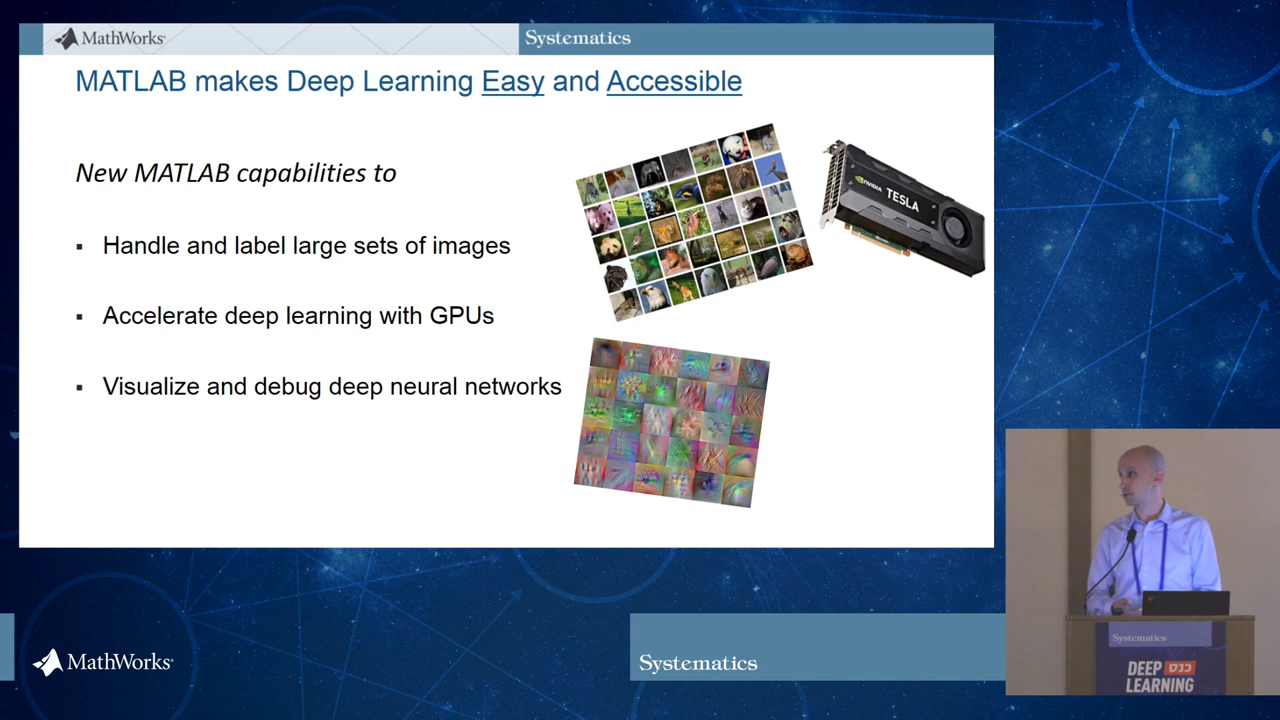 MathWorks®
Systematics
MATLAB makes Deep Learning Easy and Accessible
New MATLAB capabilities to
▪ Handle and label large sets of images
▪ Accelerate deep learning with GPUs
▪ Visualize and debug deep neural networks
NVIDIA
TESLA
MathWorks®
Systematics
Systematics
DEEP כנס
LEARNING